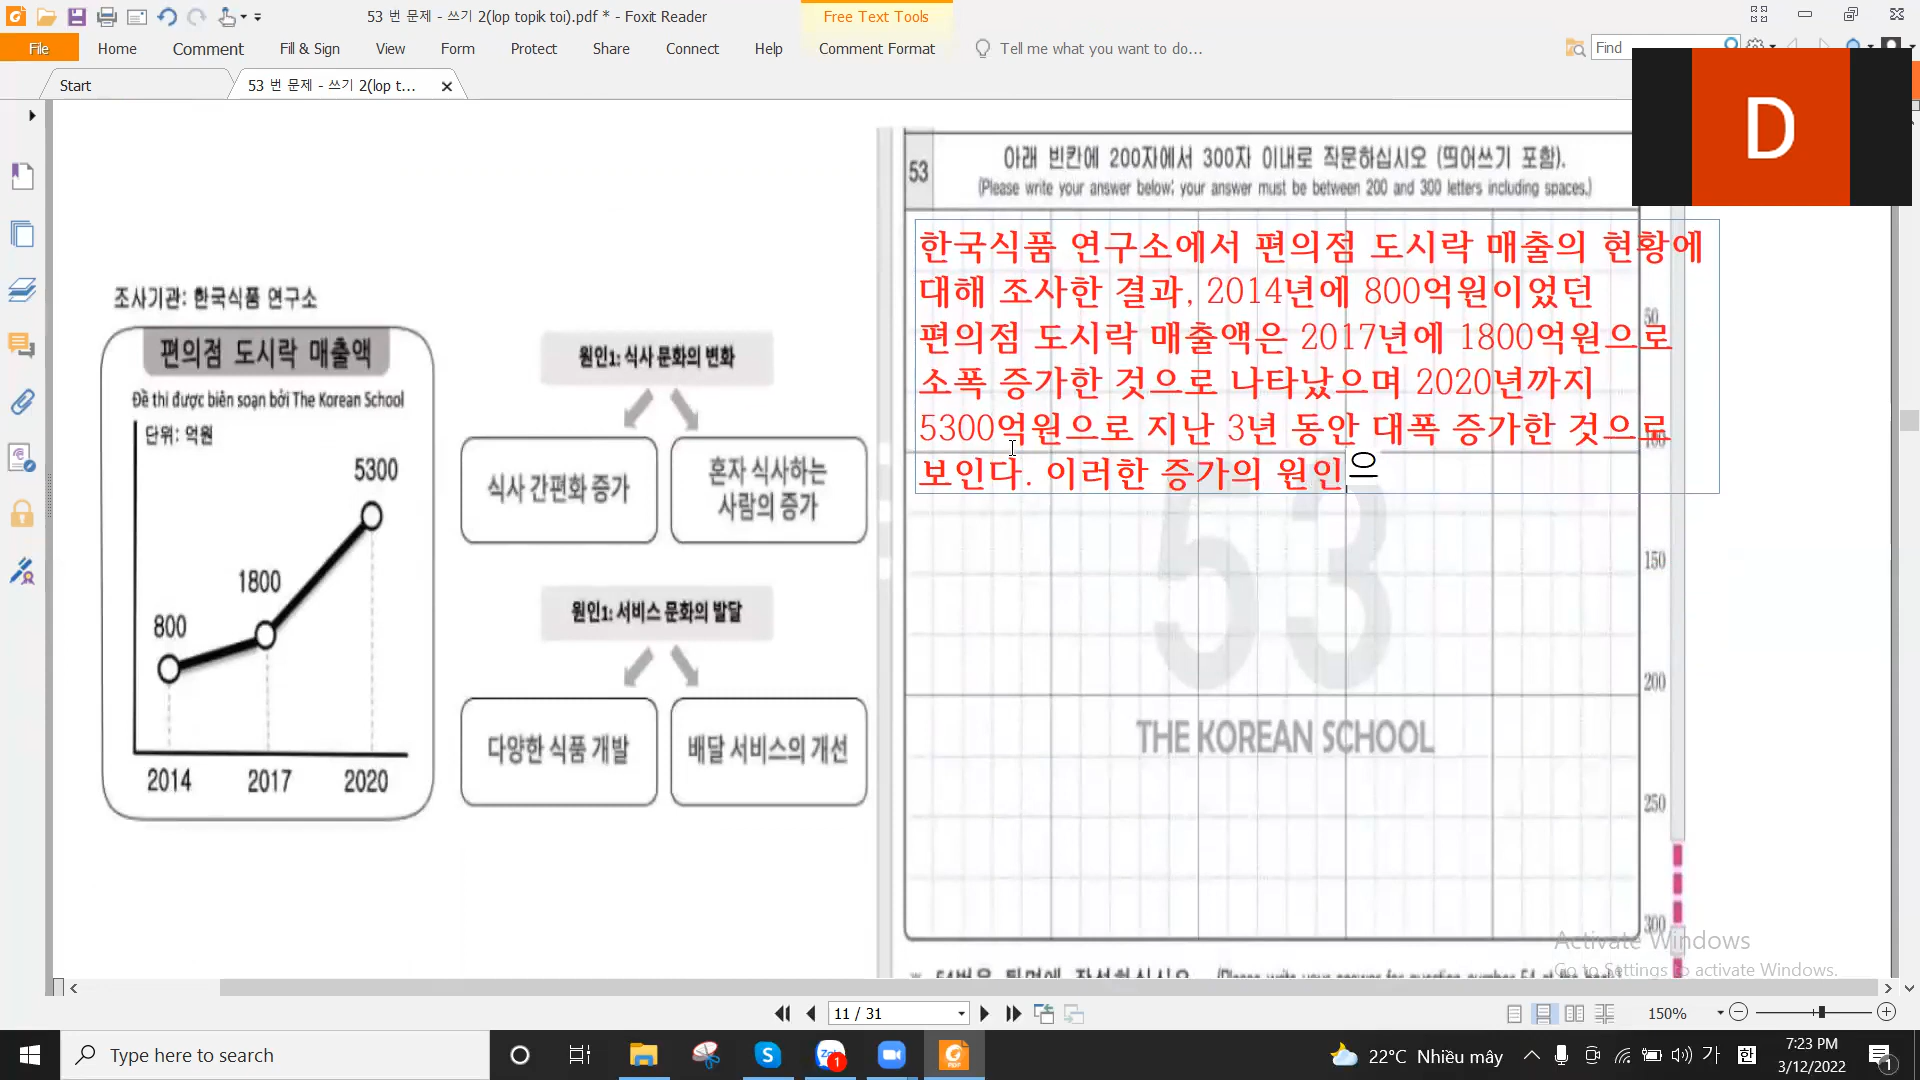 53 번 문제 - 쓰기 2(lop topik toi).pdf * - Foxit Reader
Free Text Tools
File Home Comment Fill & Sign View Form Protect Share Connect Help Comment Format Tell me what you want to do... Find
Start
53 번 문제 - 쓰기 2(lop t...
D
조사기관: 한국식품 연구소
편의점 도시락 매출액
Đề thi được biên soạn bởi The Korean School
단위: 억원
5300
1800
800
2014 2017 2020
원인1: 식사 문화의 변화
식사 간편화 증가
혼자 식사하는
사람의 증가
원인1: 서비스 문화의 발달
다양한 식품 개발
배달 서비스의 개선
53
아래 빈칸에 200자에서 300자 이내로 작문하십시오 (띄어쓰기 포함).
(Please write your answer below; your answer must be between 200 and 300 letters including spaces.)
한국식품 연구소에서 편의점 도시락 매출의 현황에
대해 조사한 결과, 2014년에 800억원이었던
편의점 도시락 매출액은 2017년에 1800억원으로
소폭 증가한 것으로 나타났으며 2020년까지
5300억원으로 지난 3년 동안 대폭 증가한 것으로
보인다. 이러한 증가의 원인으
50
100
150
200
250
300
53
THE KOREAN SCHOOL
Activate Windows
Go to Settings to activate Windows.
11 / 31
150%
Type here to search
22°C Nhiều mây
가
한
7:23 PM
3/12/2022
1